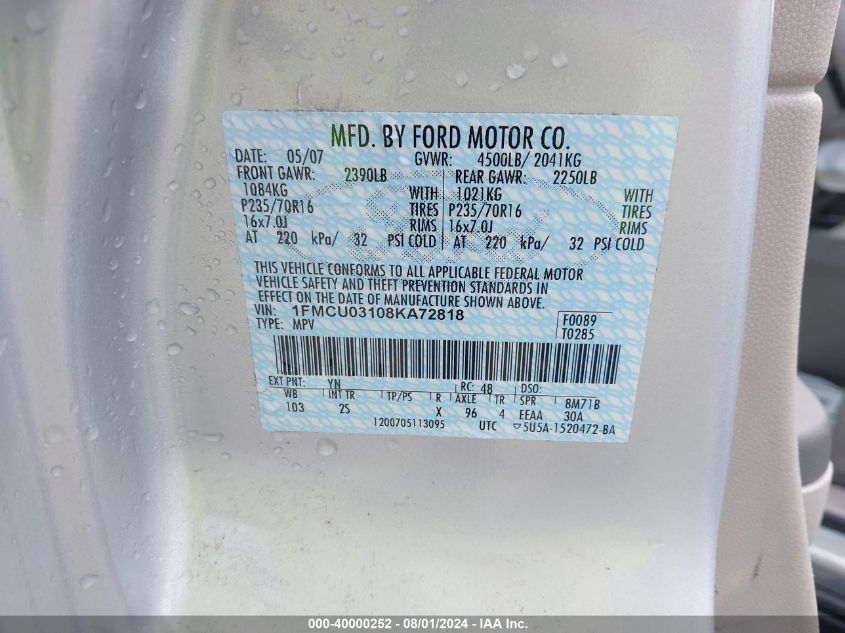 MFD. BY FORD MOTOR CO.
DATE: 05/07 GVWR: 4500LB/ 2041KG
FRONT GAWR: 2390LB REAR GAWR: 2250LB
1084KG WITH 1021KG WITH
P235/70R16 TIRES P235/70R16 TIRES
16x7.0J RIMS 16x7.0J RIMS
AT 220 kPa/ 32 PSI COLD AT 220 kPa/ 32 PSI COLD
THIS VEHICLE CONFORMS TO ALL APPLICABLE FEDERAL MOTOR
VEHICLE SAFETY AND THEFT PREVENTION STANDARDS IN
EFFECT ON THE DATE OF MANUFACTURE SHOWN ABOVE.
VIN: 1FMCU03108KA72818 F0089
TYPE: MPV T0285
EXT PNT: YN RC: 48 DSO:
WB INT TR TP/PS R AXLE TR SPR 8M71B
103 2S X 96 4 EEAA 30A
1200705113095 UTC ▽5U5A-1520472-BA
000-40000252 - 08/01/2024 - IAA Inc.